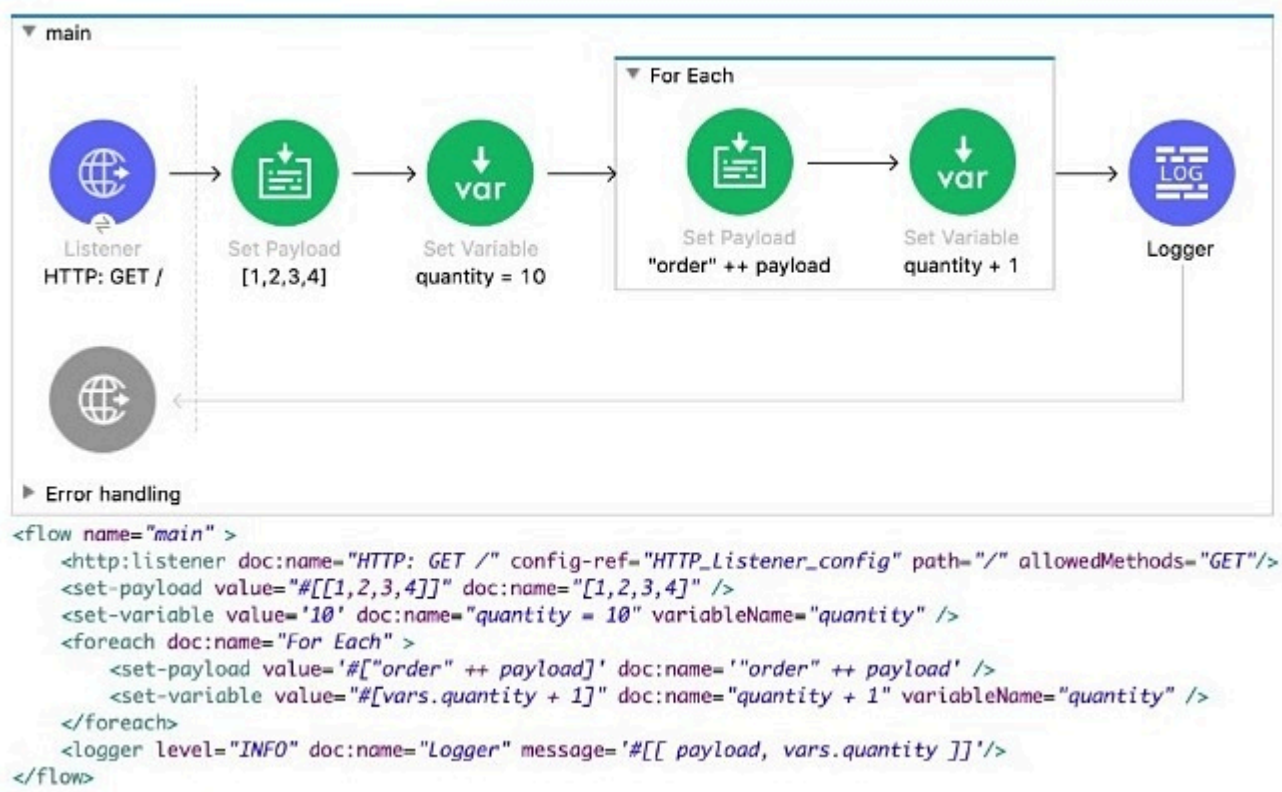 main
For Each
var
var
LOG
Listener
HTTP: GET /
Set Payload
[1,2,3,4]
Set Variable
quantity = 10
Set Payload
"order" ++ payload
Set Variable
quantity + 1
Logger
Error handling
<flow name="main" >
<http:listener doc:name="HTTP: GET /" config-ref="HTTP_Listener_config" path="/" allowedMethods="GET"/>
<set-payload value="#[[1,2,3,4]]" doc:name="[1,2,3,4]" />
<set-variable value='10' doc:name="quantity = 10" variableName="quantity" />
<foreach doc:name="For Each" >
<set-payload value='#["order" ++ payload]' doc:name='"order" ++ payload' />
<set-variable value="#[vars.quantity + 1]" doc:name="quantity + 1" variableName="quantity" />
</foreach>
<logger level="INFO" doc:name="Logger" message='#[[ payload, vars.quantity ]]'/>
</flow>